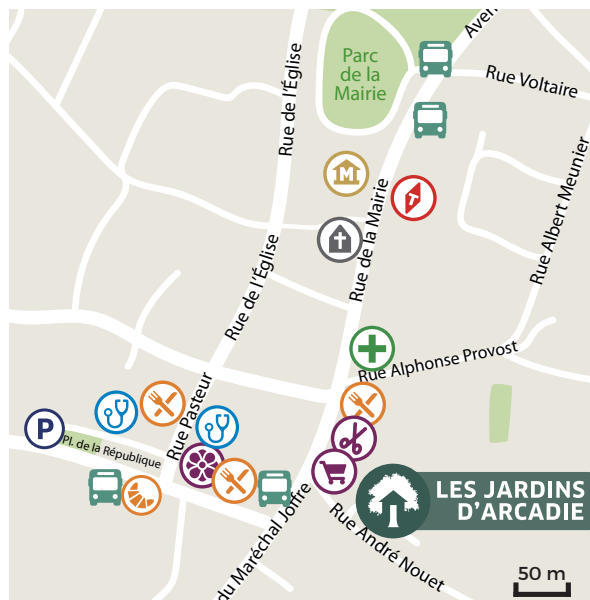 Aven
Parc
de la
Mairie
Rue Voltaire
Rue de l'Église
M
Rue Albert Meunier
Rue de la Mairie
Rue de l'Église
Rue Alphonse Provost
Rue Pasteur
P
Pl. de la République
LES JARDINS
D'ARCADIE
du Maréchal Joffre
Rue André Nouet
50 m